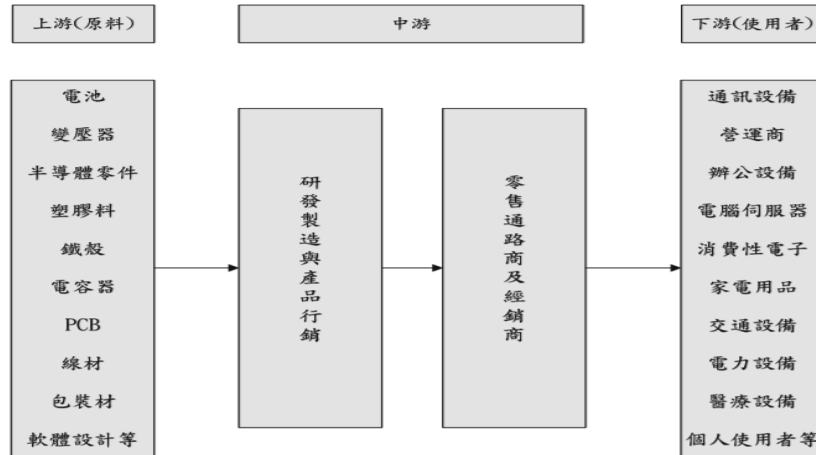 上游(原料)
中游
下游(使用者)
電池
變壓器
半導體零件
塑膠料
鐵殼
電容器
PCB
線材
包裝材
軟體設計等
研發製造與產品行銷
零售通路商及經銷商
通訊設備
營運商
辦公設備
電腦伺服器
消費性電子
家電用品
交通設備
電力設備
醫療設備
個人使用者等